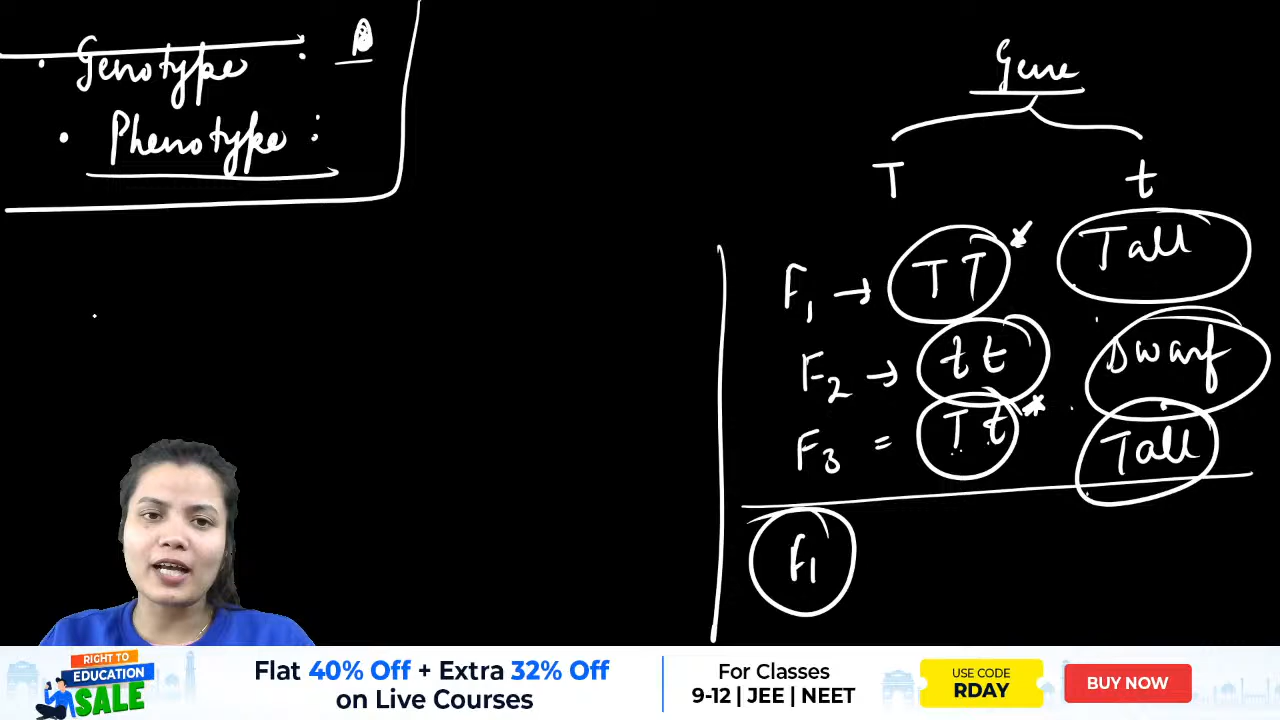 • Genotype :
• Phenotype :
Gene
T t
F1 → TT* Tall
F2 → tt Dwarf
F3 = Tt* Tall
F1
RIGHT TO
EDUCATION
SALE
Flat 40% Off + Extra 32% Off
on Live Courses
For Classes
9-12 | JEE | NEET
USE CODE
RDAY
BUY NOW